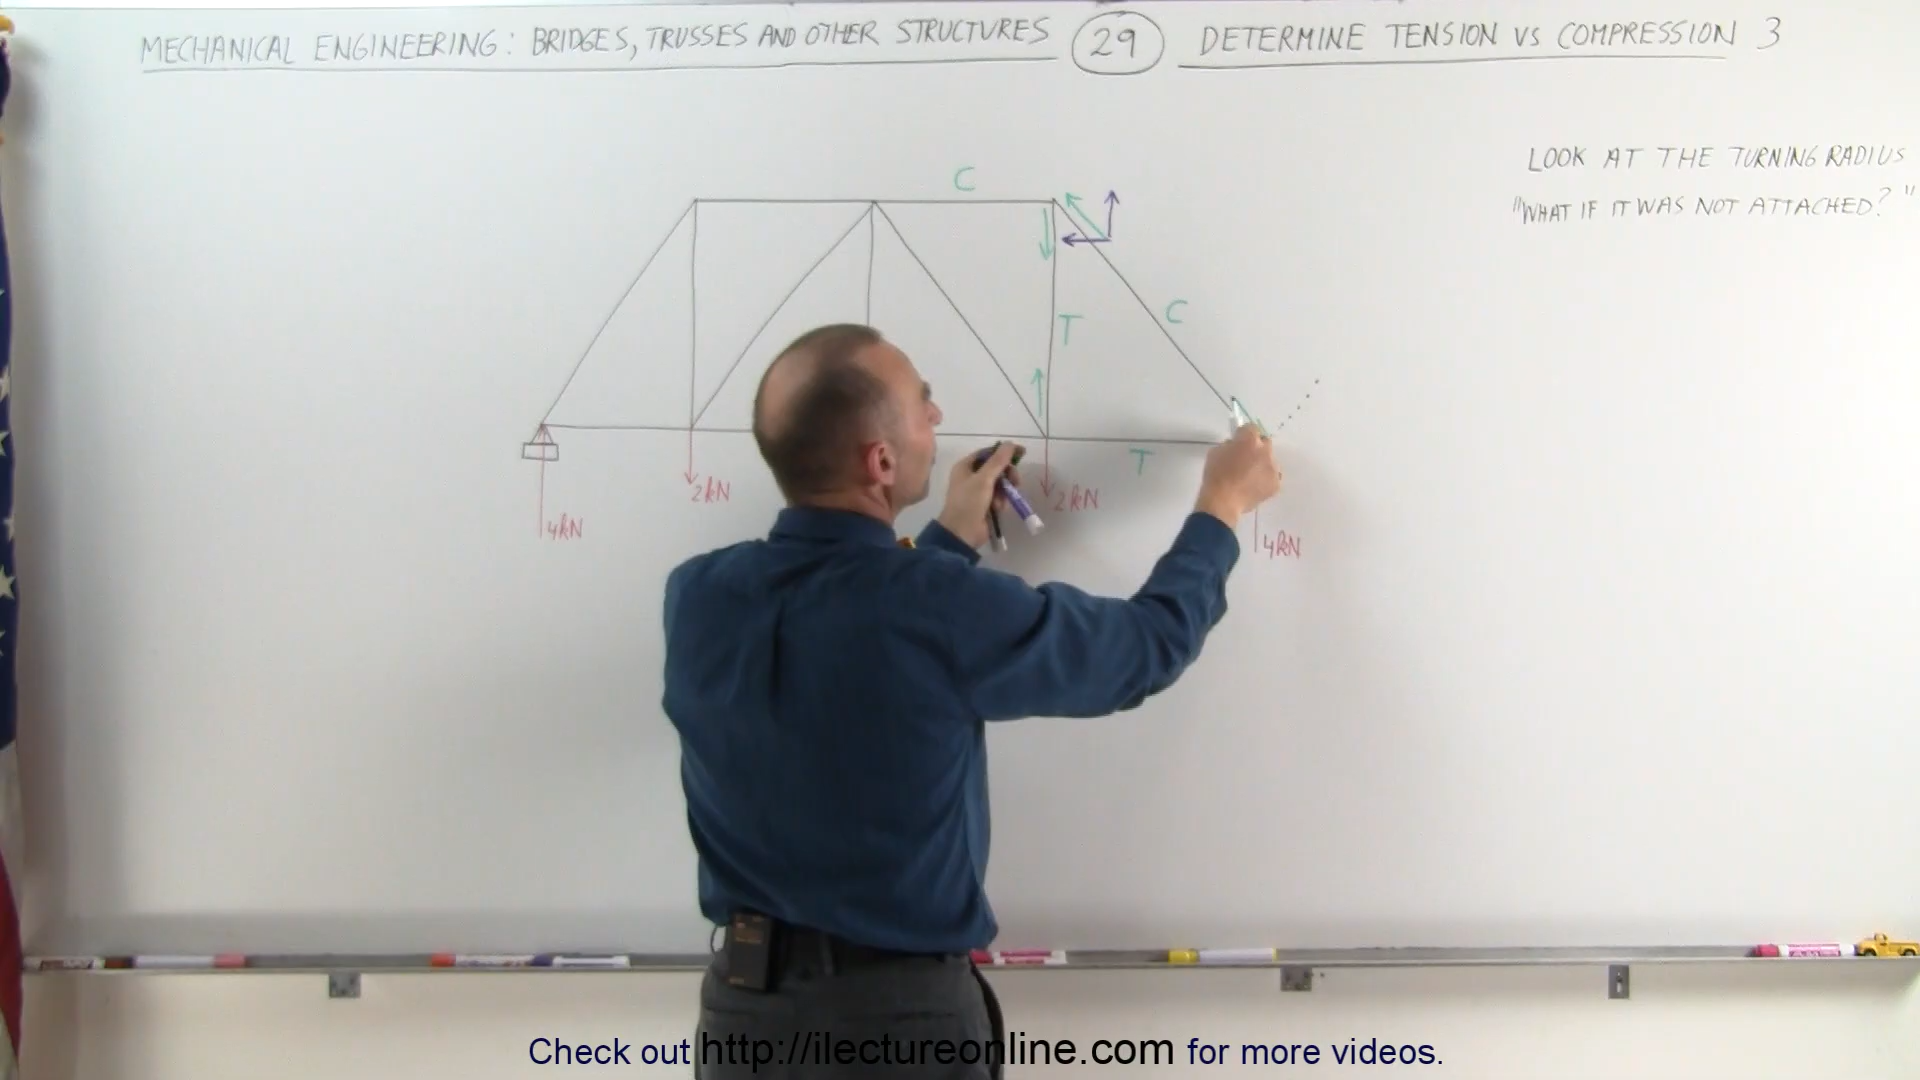 MECHANICAL ENGINEERING: BRIDGES, TRUSSES AND OTHER STRUCTURES 29 DETERMINE TENSION VS COMPRESSION 3
LOOK AT THE TURNING RADIUS
"WHAT IF IT WAS NOT ATTACHED?"
C
C
T
T
2kN
2kN
4kN
4kN
Check out http://ilectureonline.com for more videos.